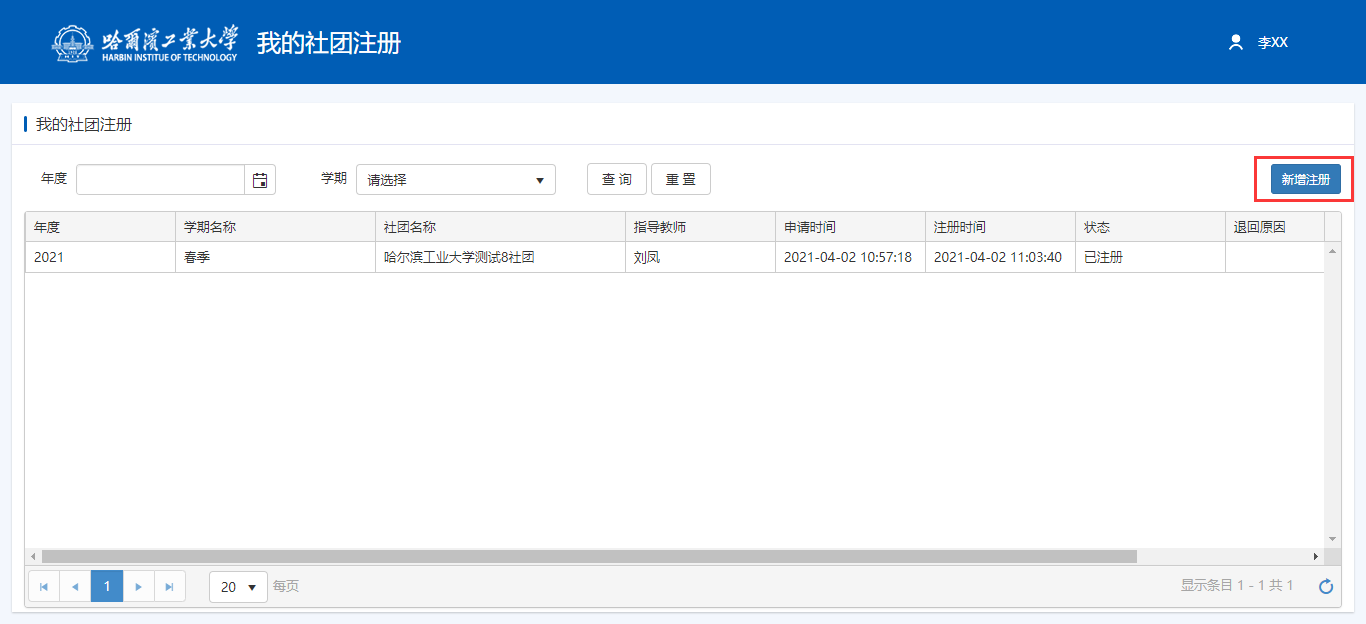 哈爾濱工業大學
HARBIN INSTITUE OF TECHNOLOGY
我的社团注册
李XX
我的社团注册
年度 学期 请选择 查 询 重 置 新增注册
年度 学期名称 社团名称 指导教师 申请时间 注册时间 状态 退回原因
2021 春季 哈尔滨工业大学测试8社团 刘凤 2021-04-02 10:57:18 2021-04-02 11:03:40 已注册
1 20 每页 显示条目 1 - 1 共 1